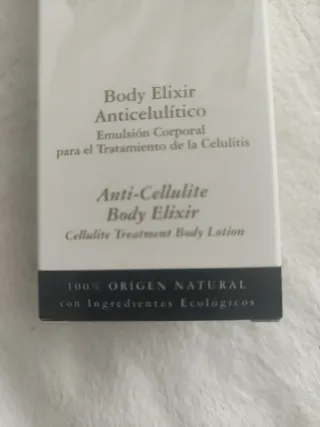 Body Elixir
Anticelulítico
Emulsión Corporal
para el Tratamiento de la Celulitis
Anti-Cellulite
Body Elixir
Cellulite Treatment Body Lotion
100% ORIGEN NATURAL
con Ingredientes Ecológicos